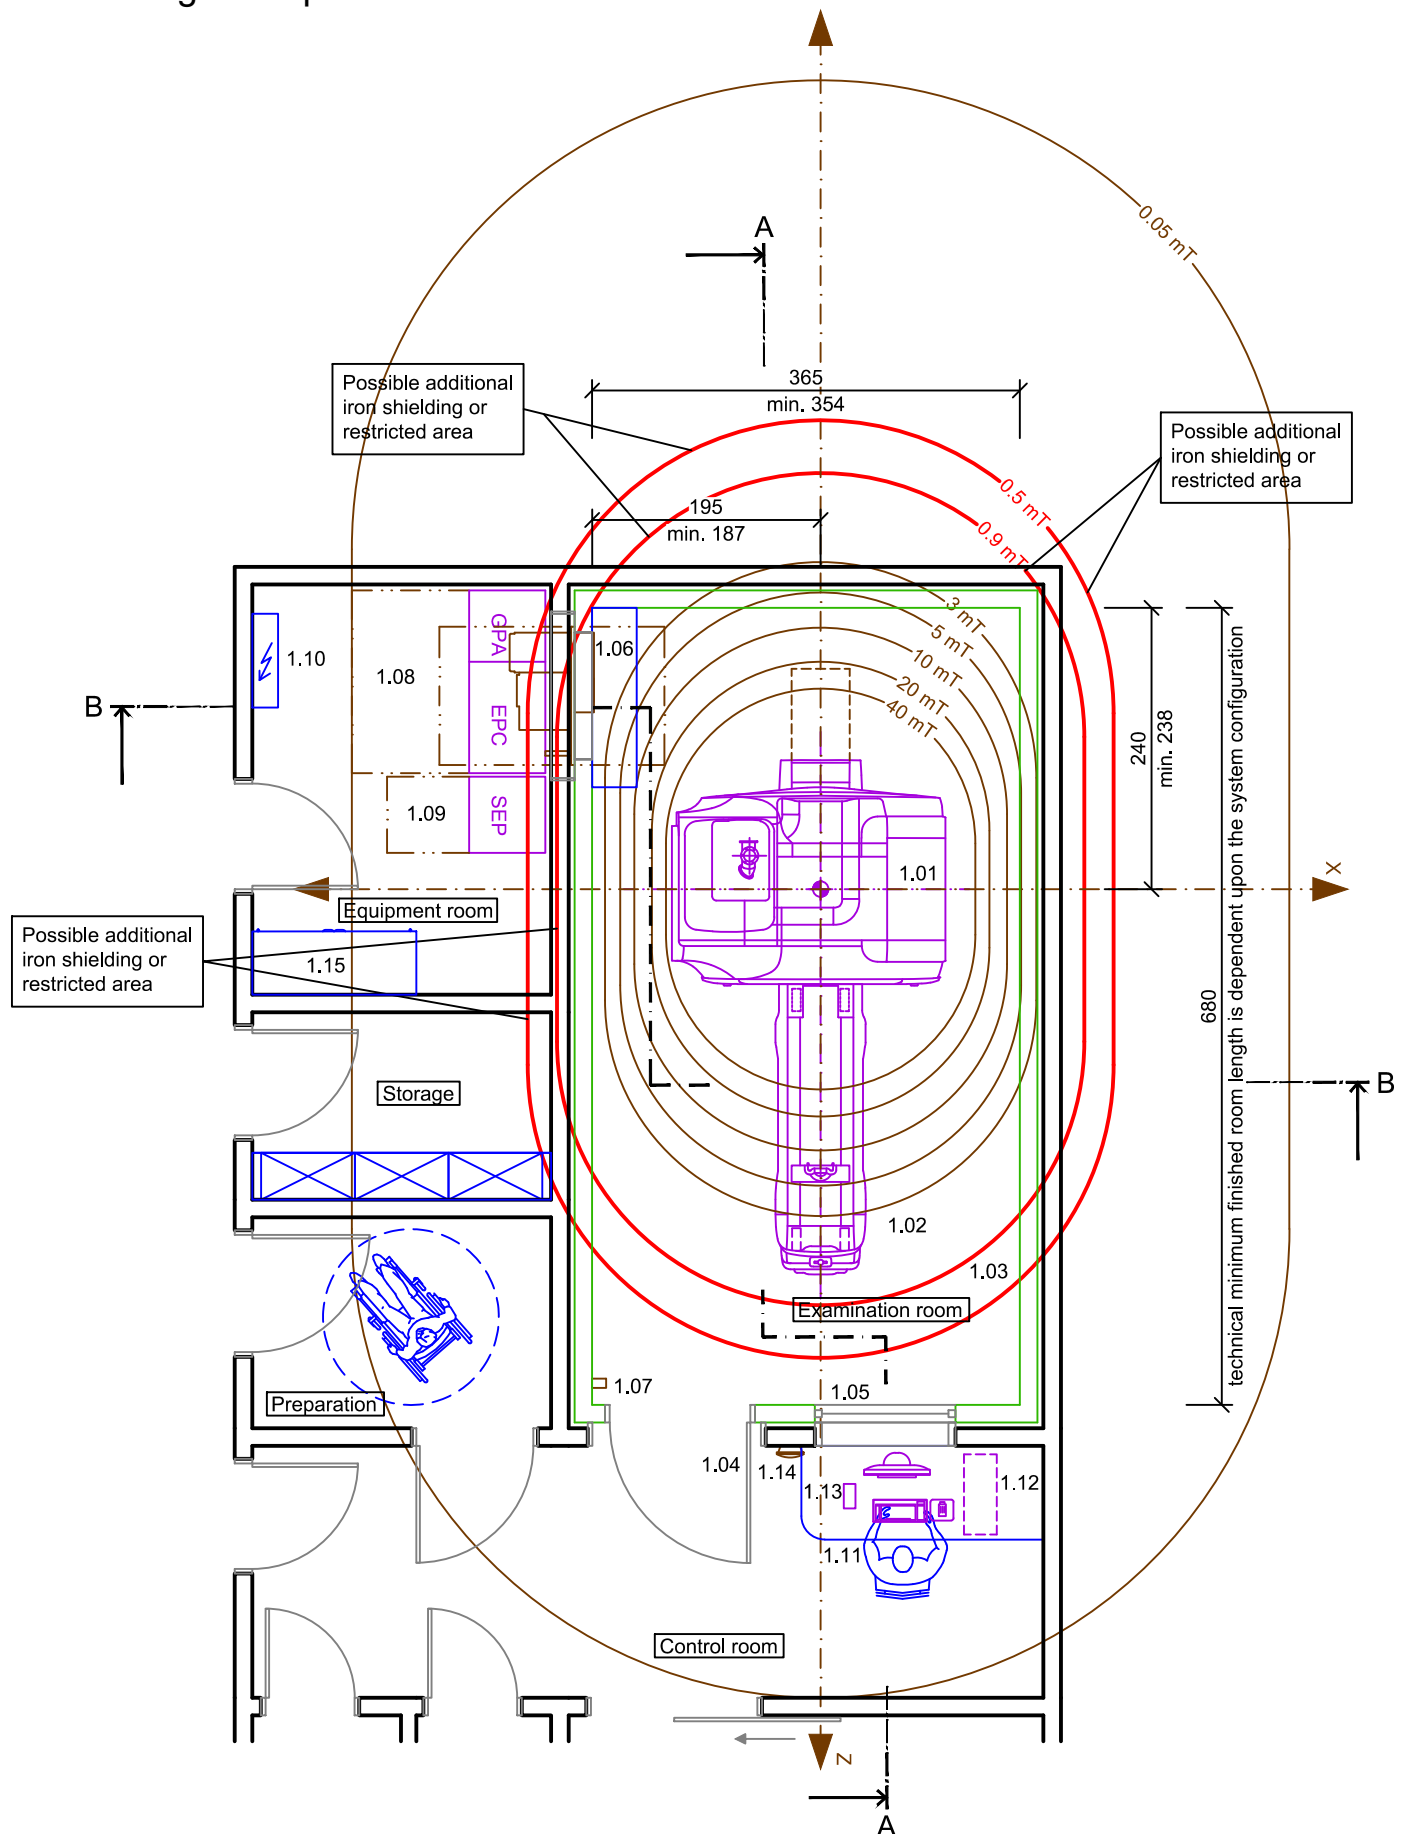 0.05 mT
A
Possible additional
iron shielding or
restricted area
365
min. 354
Possible additional
iron shielding or
restricted area
0.5 mT
195
min. 187
0.9 mT
3 mT
5 mT
10 mT
20 mT
40 mT
GPA
1.06
1.10
1.08
B
EPC
240
min. 238
technical minimum finished room length is dependent upon the system configuration
SEP
1.09
1.01
X
Equipment room
Possible additional
iron shielding or
restricted area
1.15
680
B
Storage
1.02
1.03
Examination room
1.07
1.05
Preparation
1.04
1.14
1.13
1.12
1.11
Control room
Z
A